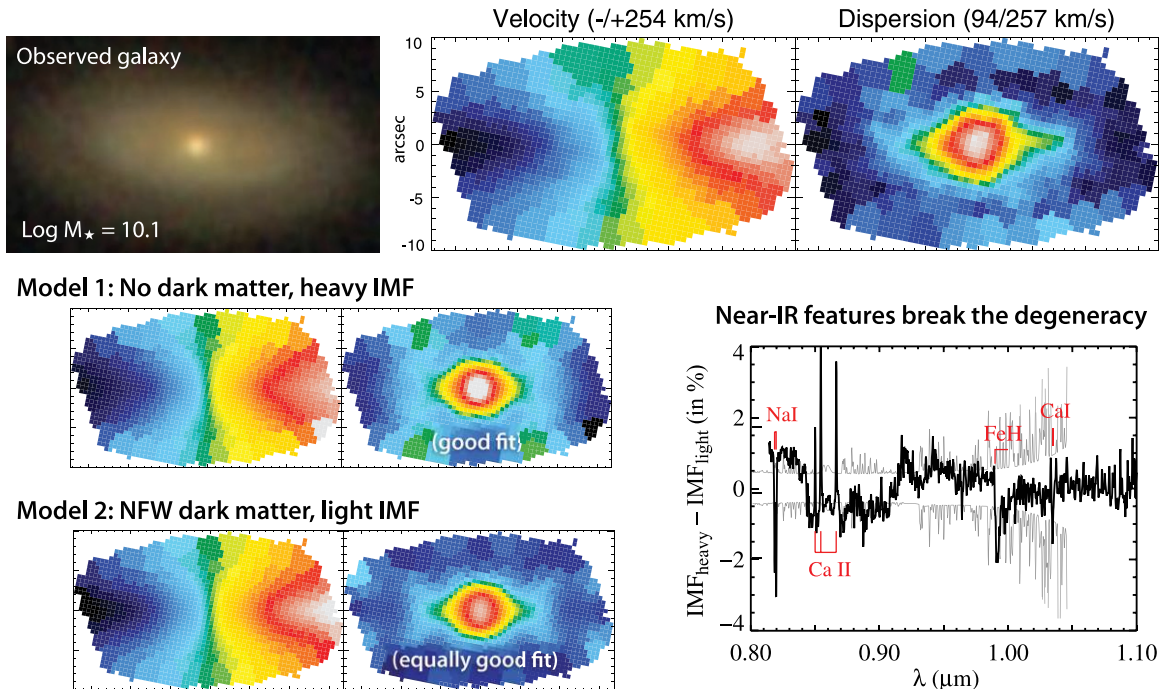 Velocity (-/+254 km/s)
Dispersion (94/257 km/s)
Observed galaxy
Log M⋆ = 10.1
10
5
0
-5
-10
arcsec
Model 1: No dark matter, heavy IMF
(good fit)
Model 2: NFW dark matter, light IMF
(equally good fit)
Near-IR features break the degeneracy
4
2
0
−2
−4
IMFheavy − IMFlight (in %)
NaI
Ca II
FeH
CaI
0.80
0.90
1.00
1.10
λ (μm)